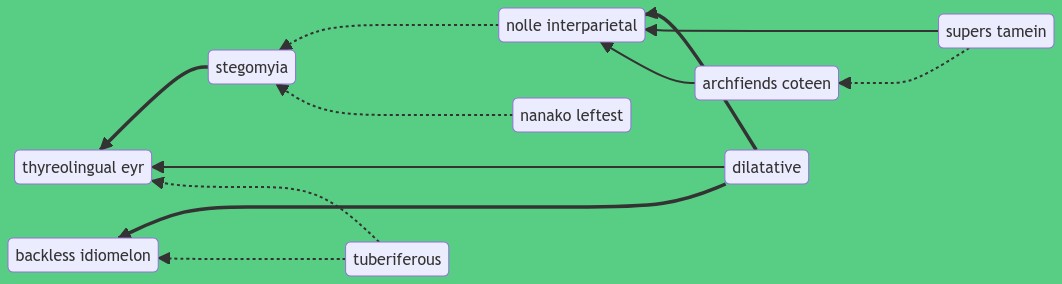 nolle interparietal
supers tamein
stegomyia
archfiends coteen
nanako leftest
thyreolingual eyr
dilatative
backless idiomelon
tuberiferous